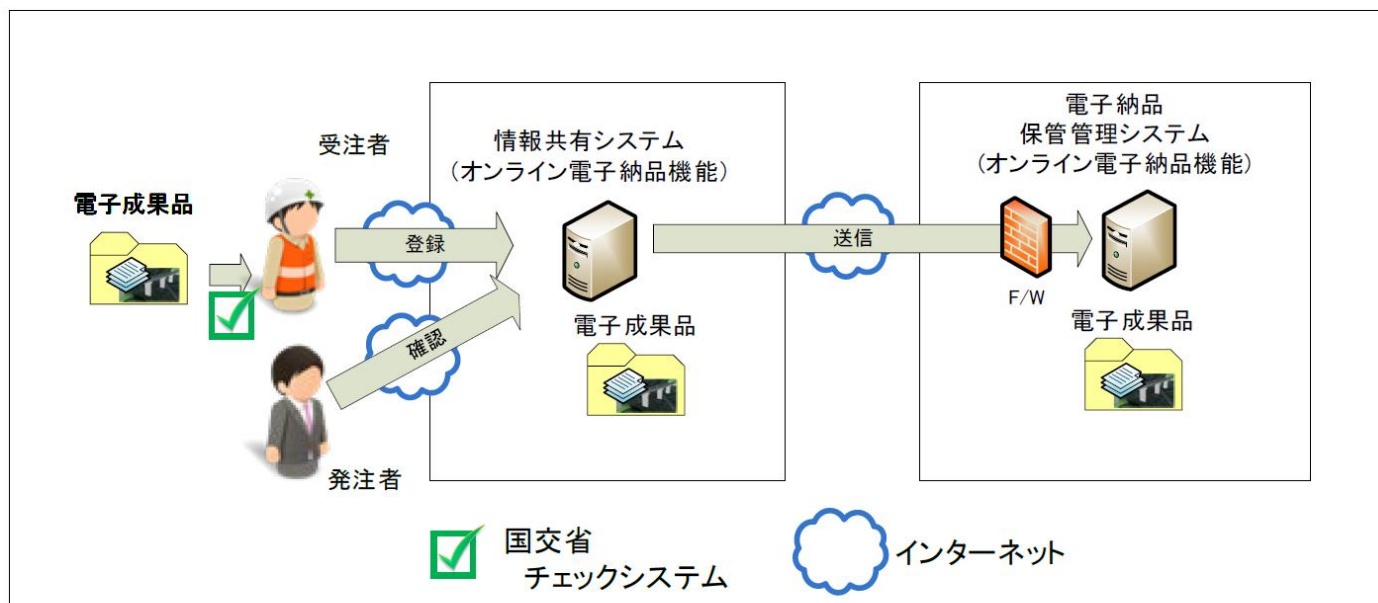 受注者
電子成果品
情報共有システム
(オンライン電子納品機能)
電子納品
保管管理システム
(オンライン電子納品機能)
登録
確認
送信
F/W
電子成果品
電子成果品
発注者
国交省
チェックシステム
インターネット